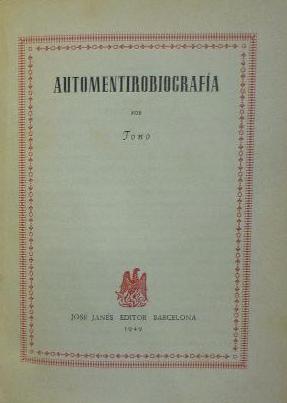 AUTOMENTIROBIOGRAFÍA
POR
Tono
JOSÉ JANÉS EDITOR BARCELONA
1949